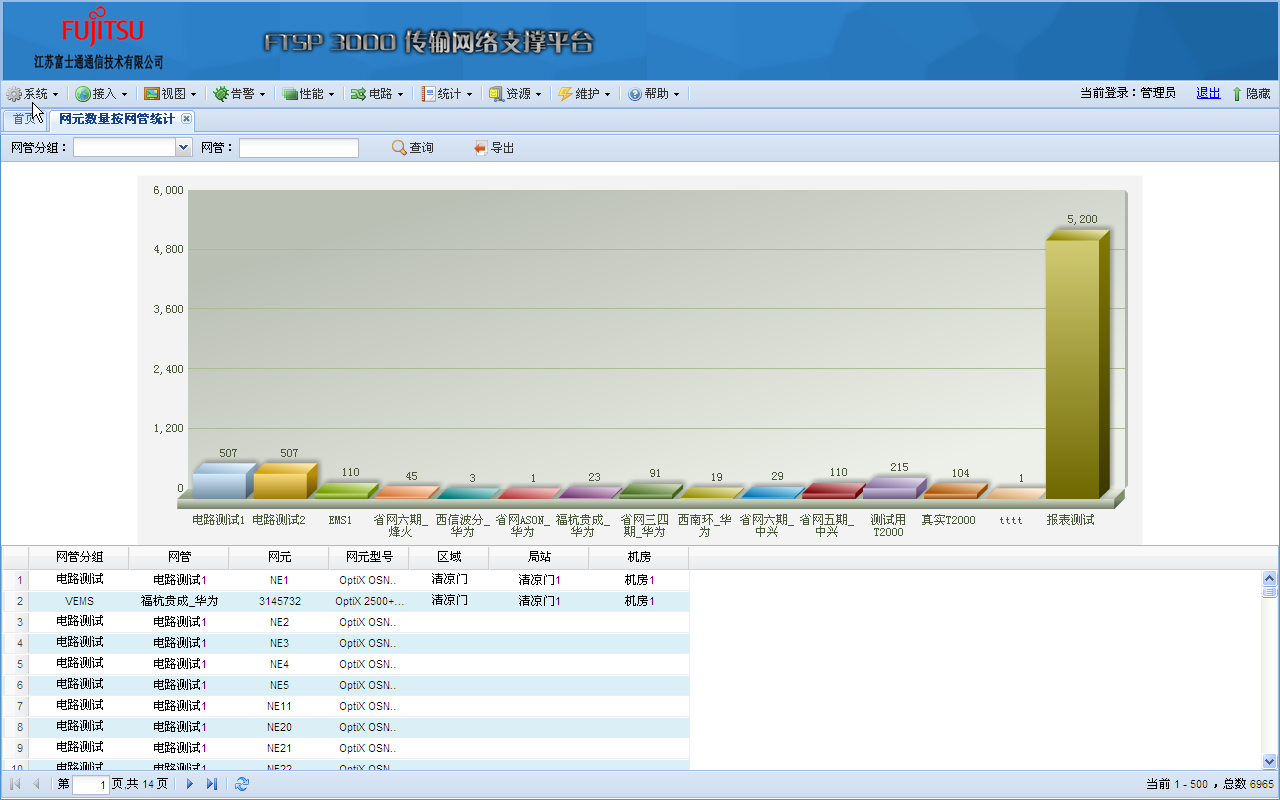 FUJITSU
江苏富士通通信技术有限公司
FTSP 3000 传输网络支撑平台
系统 接入 视图 告警 性能 电路 统计 资源 维护 帮助 当前登录：管理员 退出 隐藏
首页 网元数量按网管统计
网管分组： 网管： 查询 导出
6,000
4,800
3,600
2,400
1,200
0
507 507 110 45 3 1 23 91 19 29 110 215 104 1 5,200
电路测试1
电路测试2
EMS1
省网六期_
烽火
西信波分_
华为
省网ASON_
华为
福杭贵成_
华为
省网三四
期_华为
西南环_华
为
省网六期_
中兴
省网五期_
中兴
测试用
T2000
真实T2000
tttt
报表测试
网管分组 网管 网元 网元型号 区域 局站 机房
1 电路测试 电路测试1 NE1 OptiX OSN.. 清凉门 清凉门1 机房1
2 VEMS 福杭贵成_华为 3145732 OptiX 2500+... 清凉门 清凉门1 机房1
3 电路测试 电路测试1 NE2 OptiX OSN..
4 电路测试 电路测试1 NE3 OptiX OSN..
5 电路测试 电路测试1 NE4 OptiX OSN..
6 电路测试 电路测试1 NE5 OptiX OSN..
7 电路测试 电路测试1 NE11 OptiX OSN..
8 电路测试 电路测试1 NE20 OptiX OSN..
9 电路测试 电路测试1 NE21 OptiX OSN..
10 电路测试 电路测试1 NE22 OptiX OSN..
第 1 页,共 14 页 当前 1 - 500 ，总数 6965